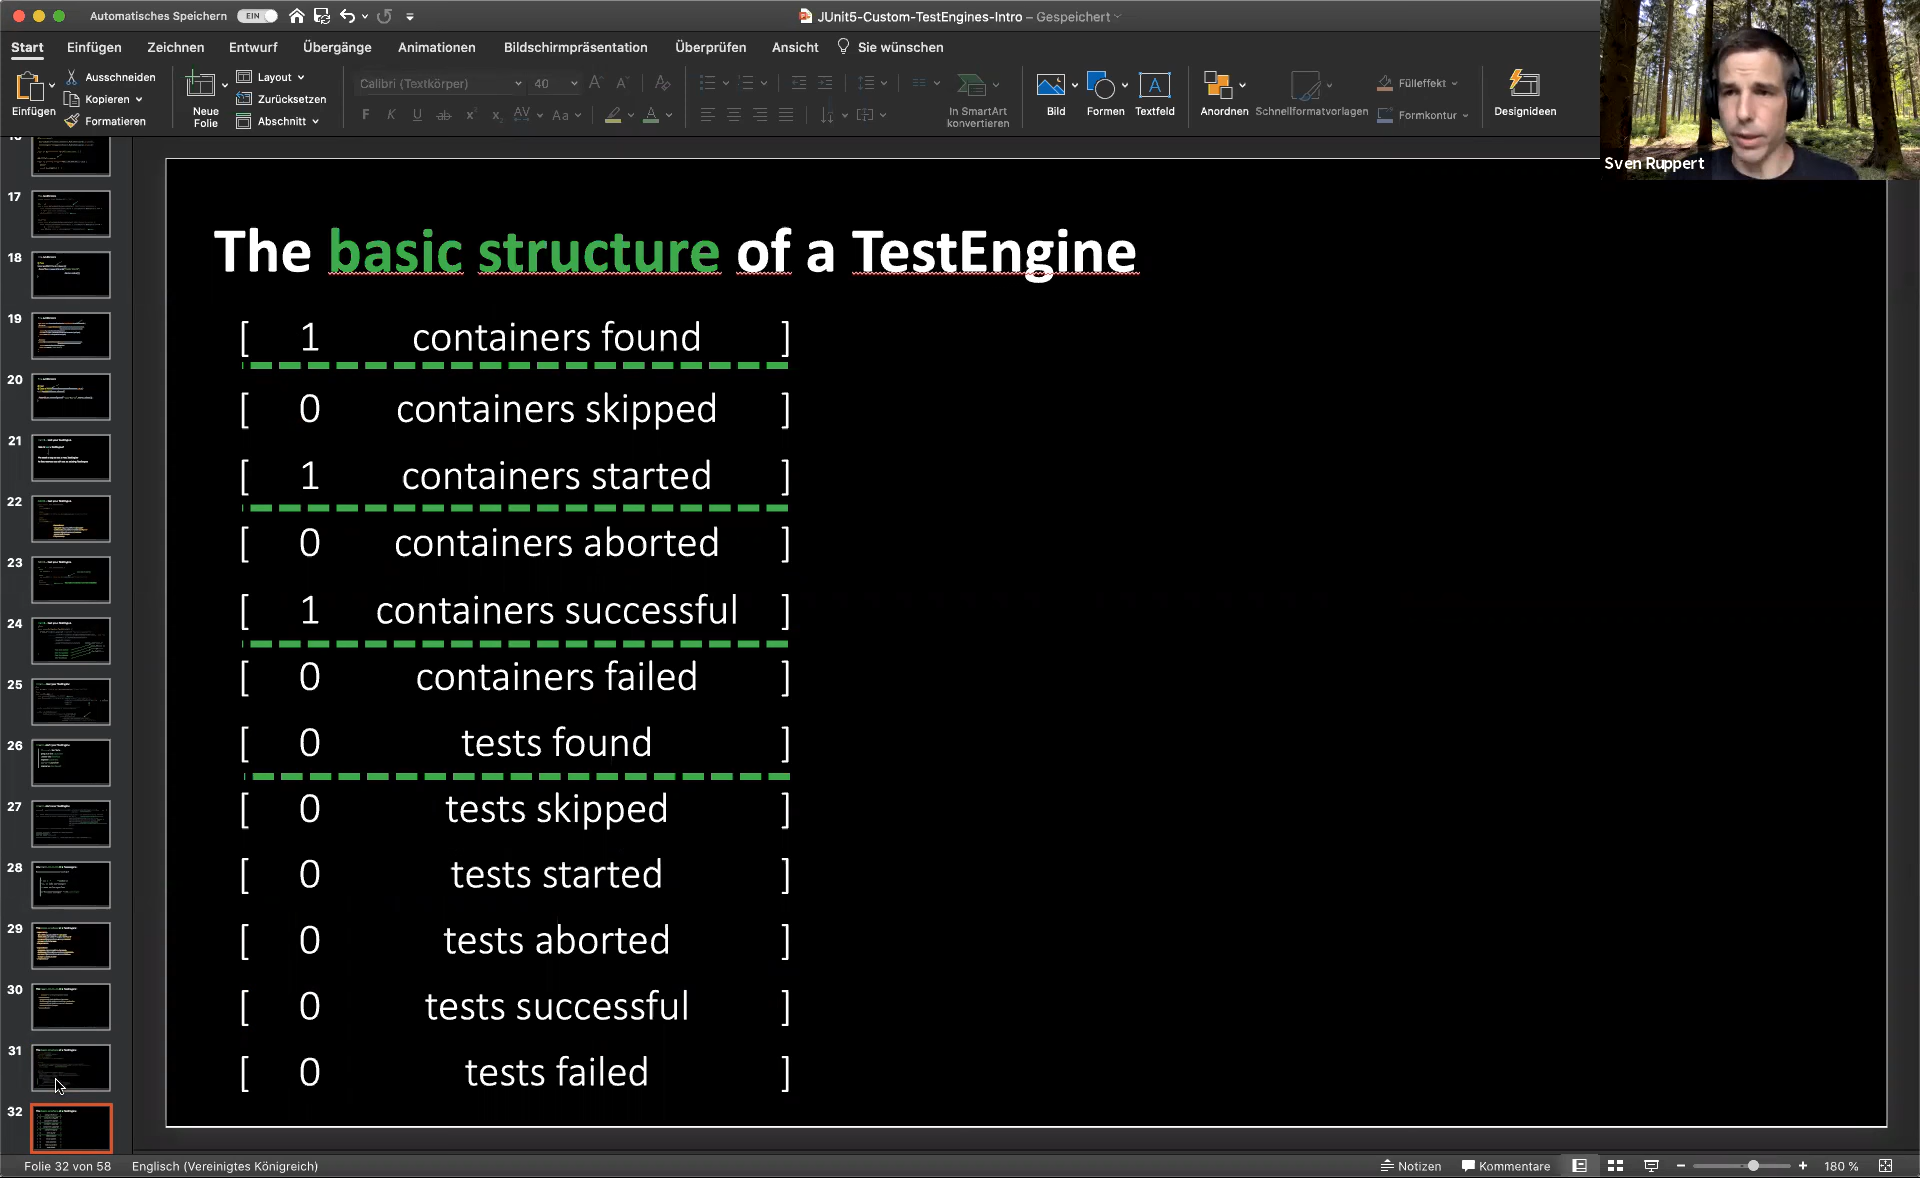 Automatisches Speichern EIN JUnit5-Custom-TestEngines-Intro – Gespeichert
Start Einfügen Zeichnen Entwurf Übergänge Animationen Bildschirmpräsentation Überprüfen Ansicht Sie wünschen
Einfügen
Ausschneiden
Kopieren
Formatieren
Neue
Folie
Layout
Zurücksetzen
Abschnitt
Calibri (Textkörper) 40
F K U ab x x AV Aa A
In SmartArt
konvertieren
Bild
Formen
Textfeld
Anordnen
Schnellformatvorlagen
Fülleffekt
Formkontur
Designideen
Sven Ruppert
17
18
19
20
21
22
23
24
25
26
27
28
29
30
31
32
The basic structure of a TestEngine
[ 1 containers found ]
[ 0 containers skipped ]
[ 1 containers started ]
[ 0 containers aborted ]
[ 1 containers successful ]
[ 0 containers failed ]
[ 0 tests found ]
[ 0 tests skipped ]
[ 0 tests started ]
[ 0 tests aborted ]
[ 0 tests successful ]
[ 0 tests failed ]
Folie 32 von 58 Englisch (Vereinigtes Königreich) Notizen Kommentare 180 %